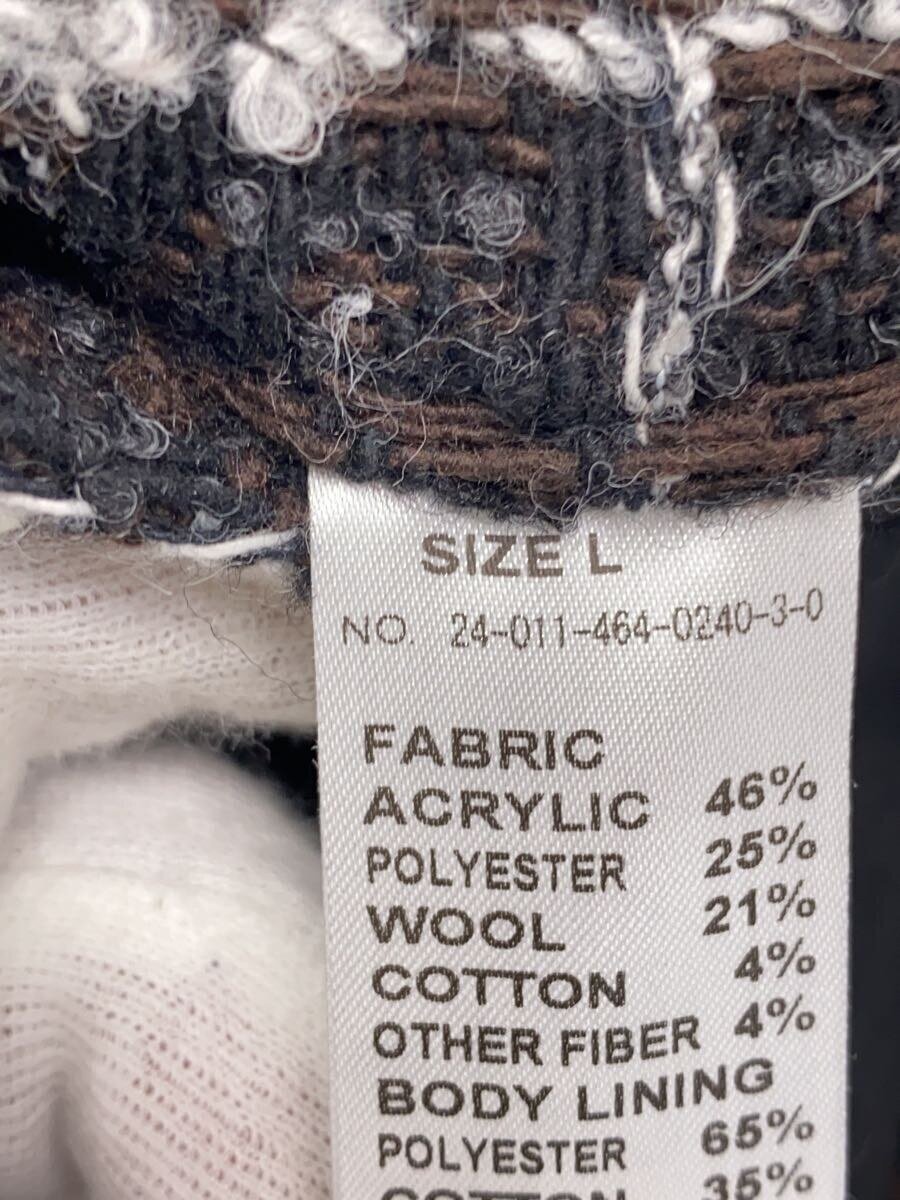 SIZE L
NO. 24-011-464-0240-3-0
FABRIC
ACRYLIC 46%
POLYESTER 25%
WOOL 21%
COTTON 4%
OTHER FIBER 4%
BODY LINING
POLYESTER 65%
COTTON 35%